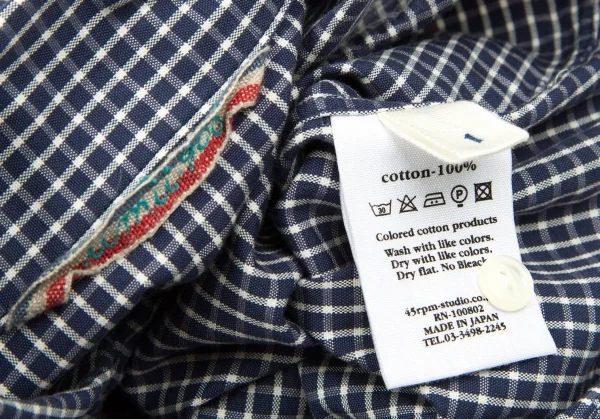 cotton-100%
30
P
Colored cotton products
Wash with like colors.
Dry with like colors.
Dry flat. No Bleach
45rpm-studio.co.
RN-100802
MADE IN JAPAN
TEL.03-3498-2245